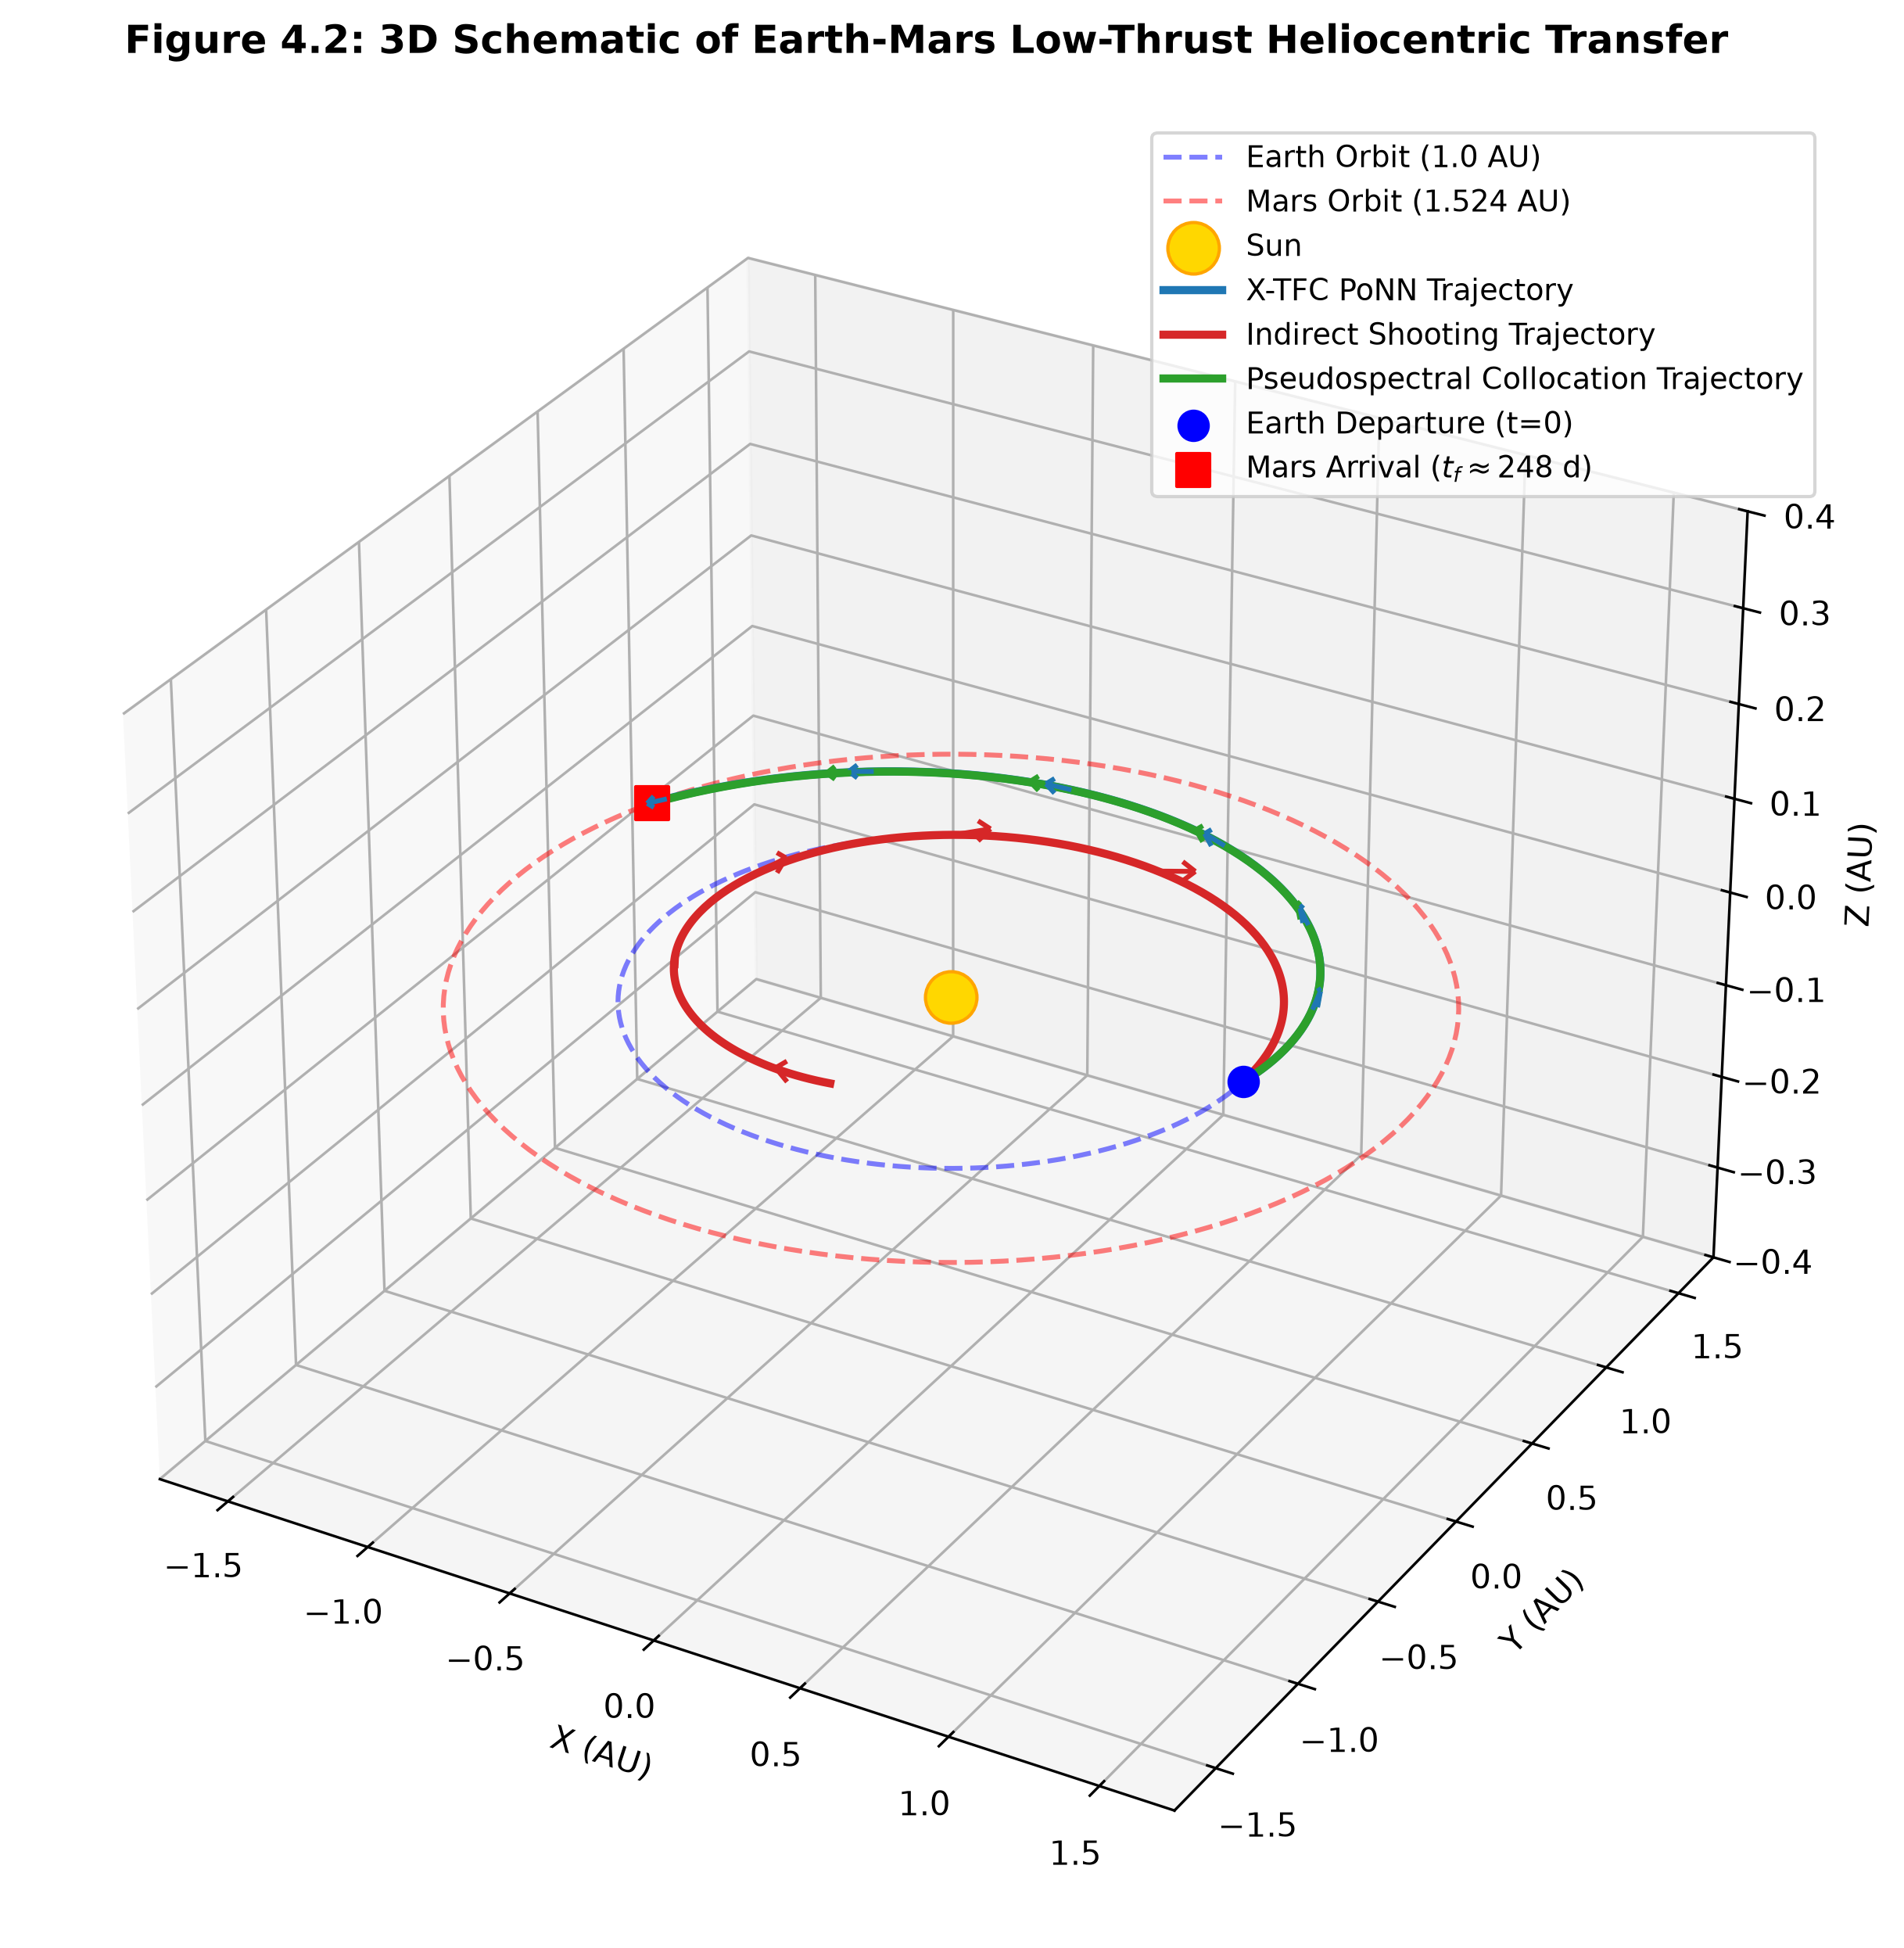 Figure 4.2: 3D Schematic of Earth-Mars Low-Thrust Heliocentric Transfer
Earth Orbit (1.0 AU)
Mars Orbit (1.524 AU)
Sun
X-TFC PoNN Trajectory
Indirect Shooting Trajectory
Pseudospectral Collocation Trajectory
Earth Departure (t=0)
Mars Arrival (t_f ≈ 248 d)
0.4
0.3
0.2
0.1
0.0
−0.1
−0.2
−0.3
−0.4
Z (AU)
1.5
1.0
0.5
0.0
−0.5
−1.0
−1.5
Y (AU)
−1.5
−1.0
−0.5
0.0
0.5
1.0
1.5
X (AU)